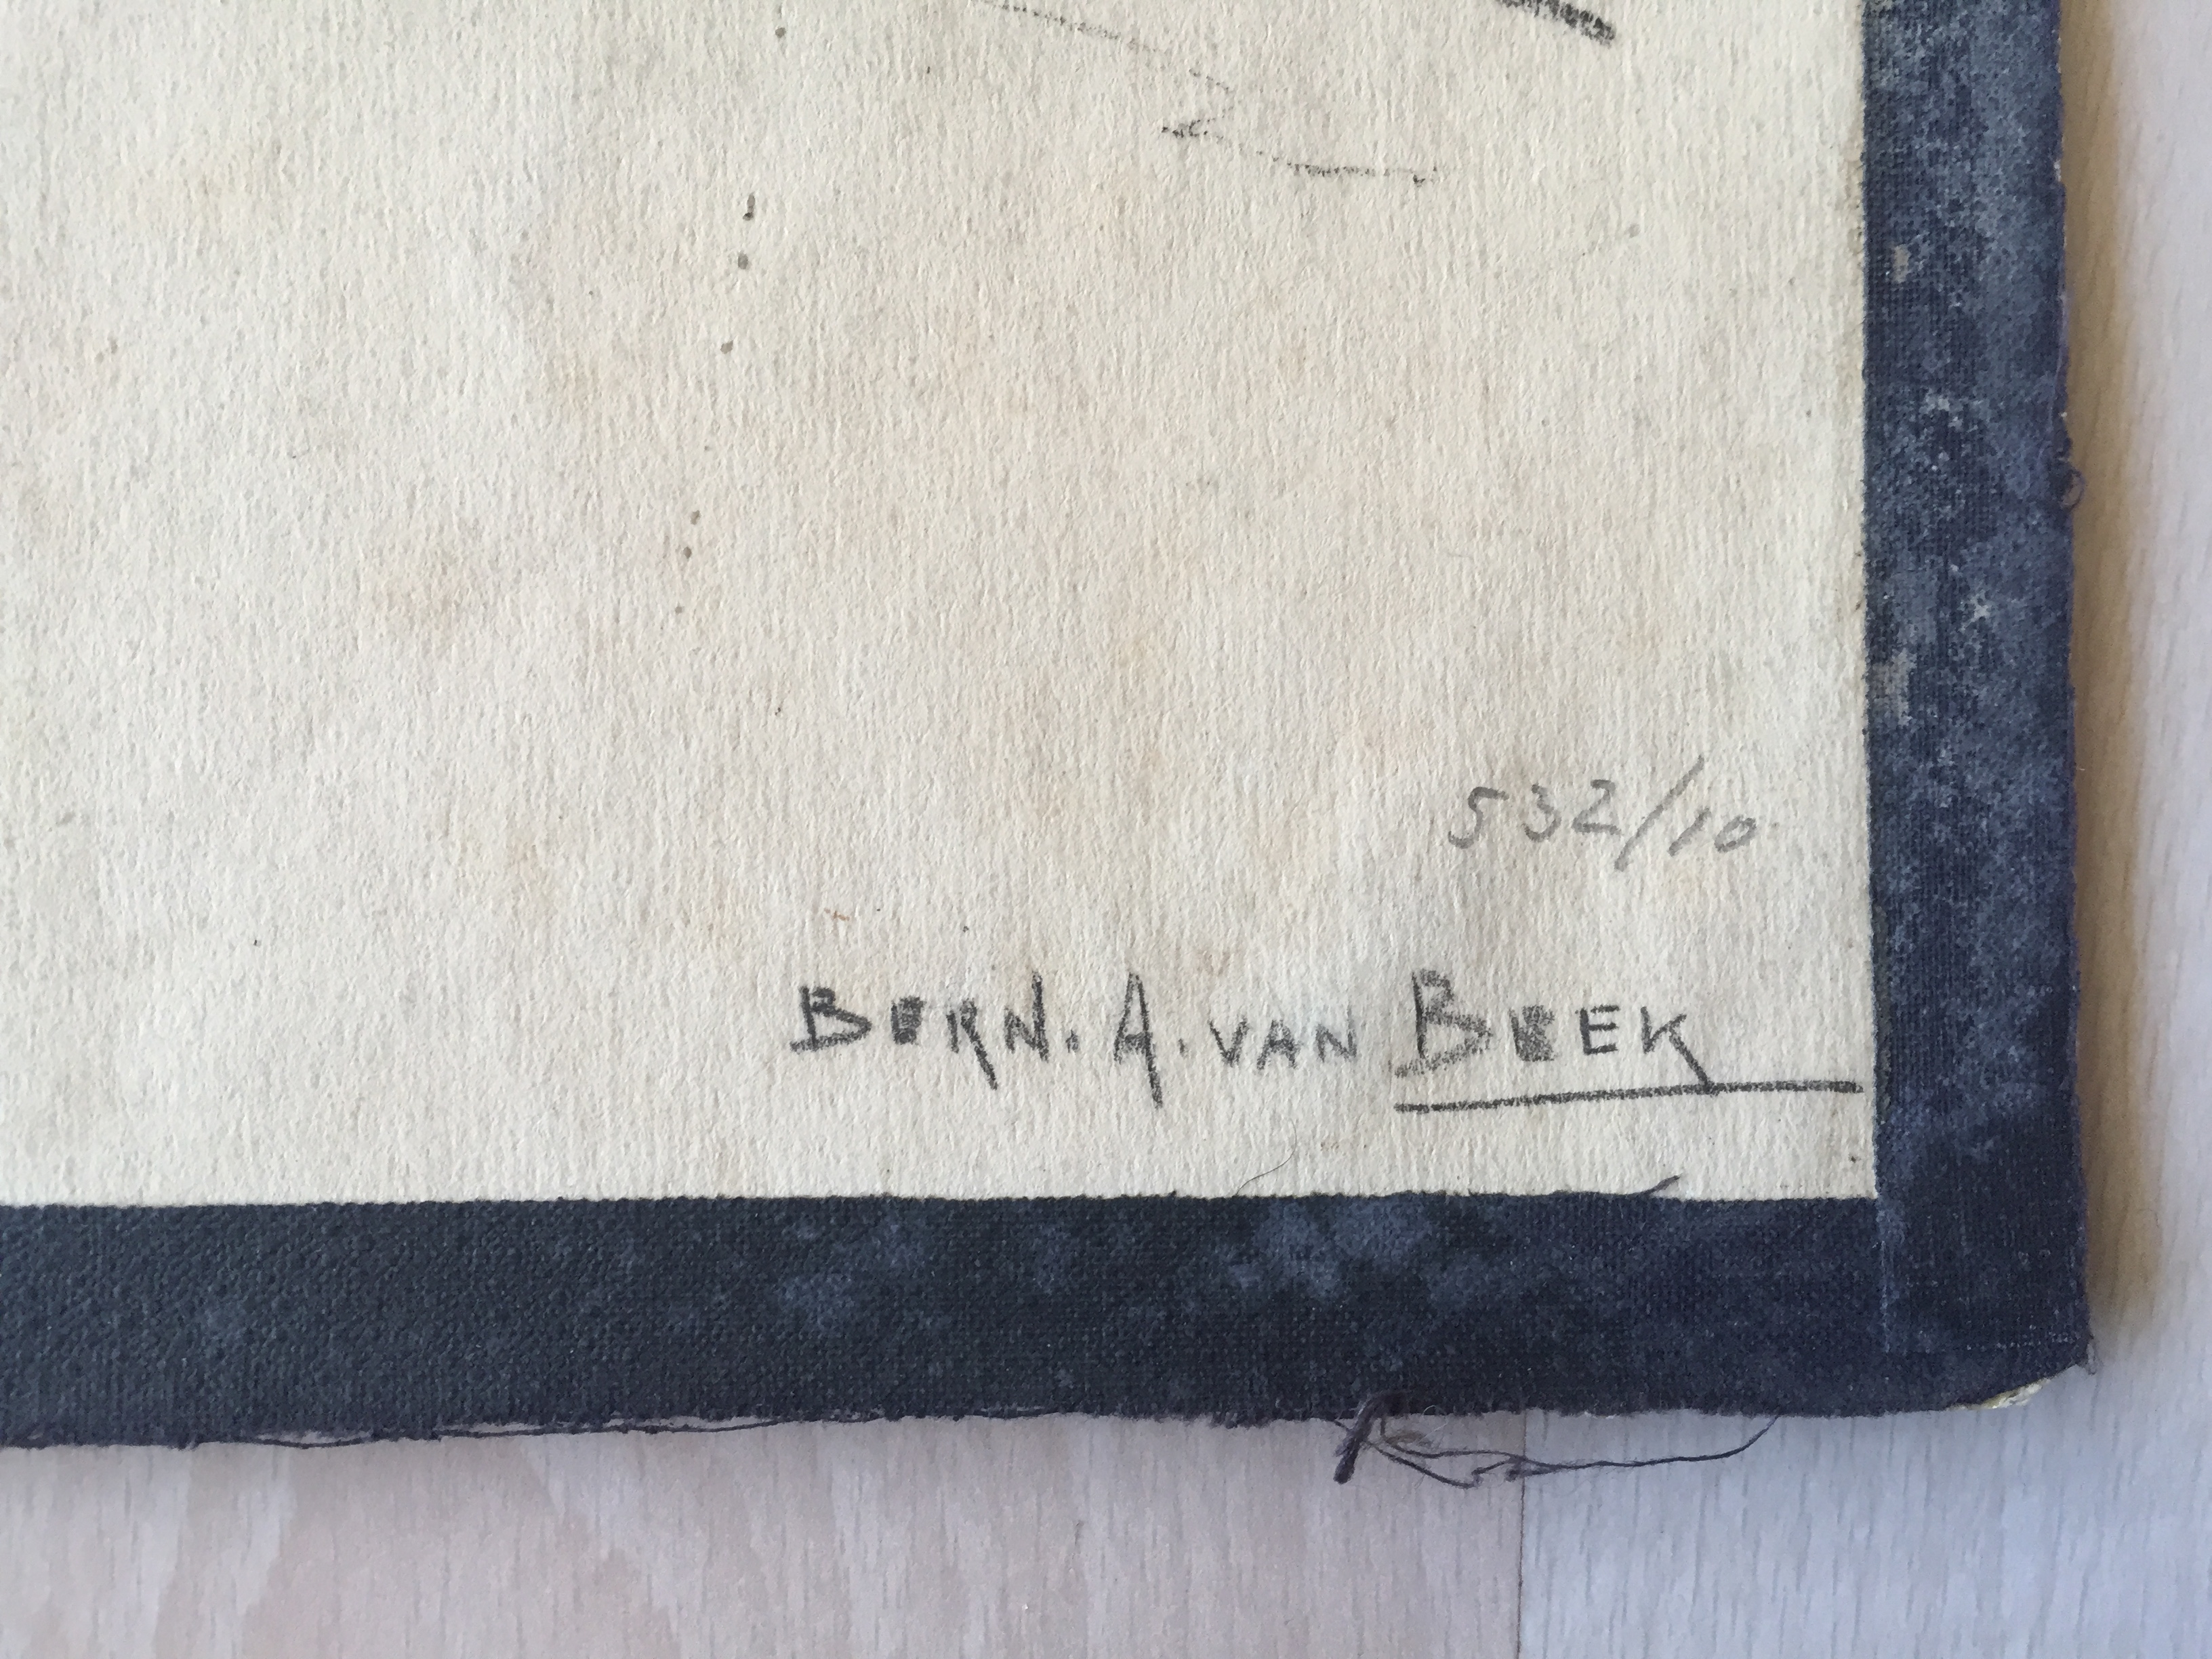 532/10
BERN. A. VAN BEEK